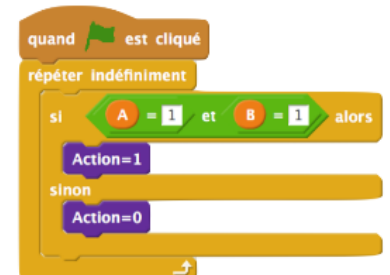 quand est cliqué
répéter indéfiniment
si A = 1 et B = 1 alors
Action=1
sinon
Action=0